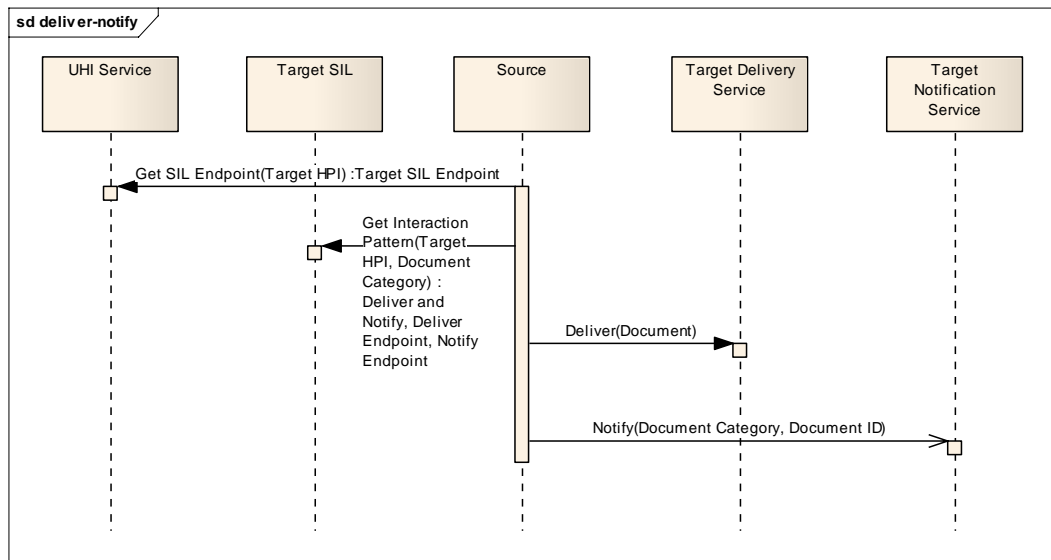 sd deliver-notify
UHI Service
Target SIL
Source
Target Delivery
Service
Target
Notification
Service
Get SIL Endpoint(Target HPI) :Target SIL Endpoint
Get Interaction
Pattern(Target
HPI, Document
Category) :
Deliver and
Notify, Deliver
Endpoint, Notify
Endpoint
Deliver(Document)
Notify(Document Category, Document ID)